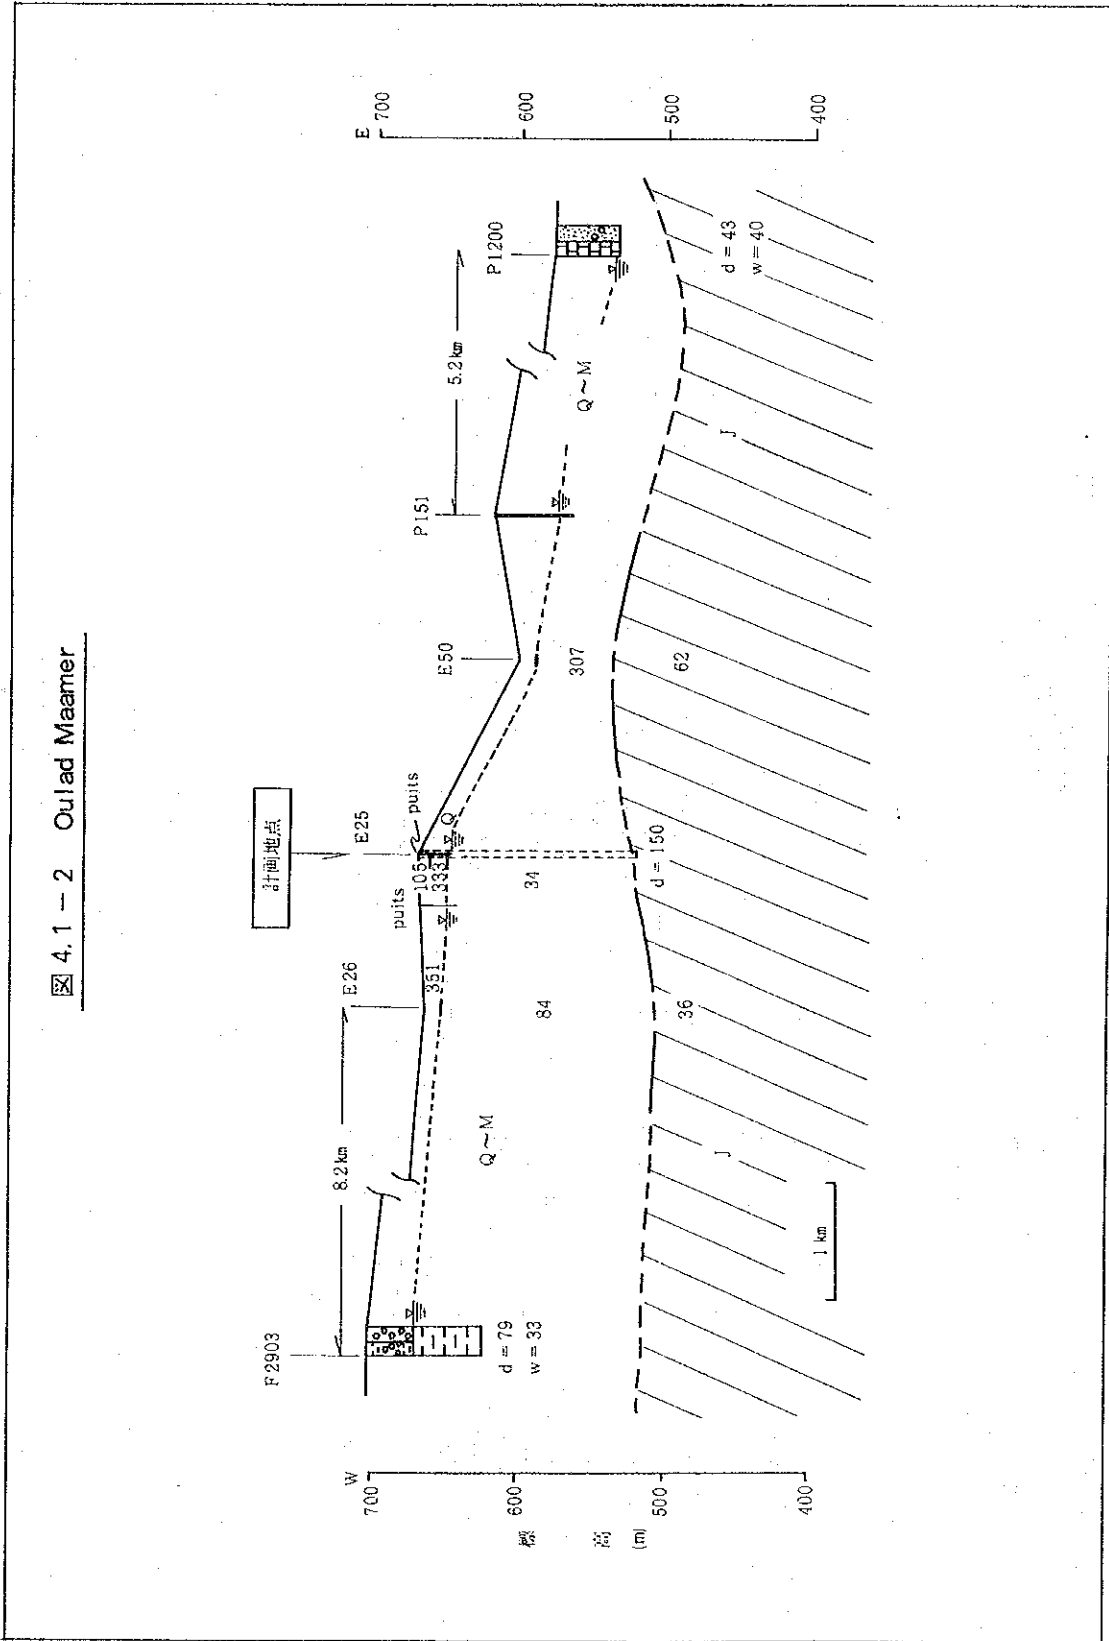 図 4.1－2 Oulad Maamer
計画地点
F2903
8.2km
E26
E25
E50
P151
5.2km
P1200
W
E
700
600
500
400
標 高
(m)
700
600
500
400
puits
puits
105
333
351
Q
Q～M
Q～M
84
34
307
36
62
d = 79
w = 33
d = 150
d = 43
w = 40
J
J
1 km